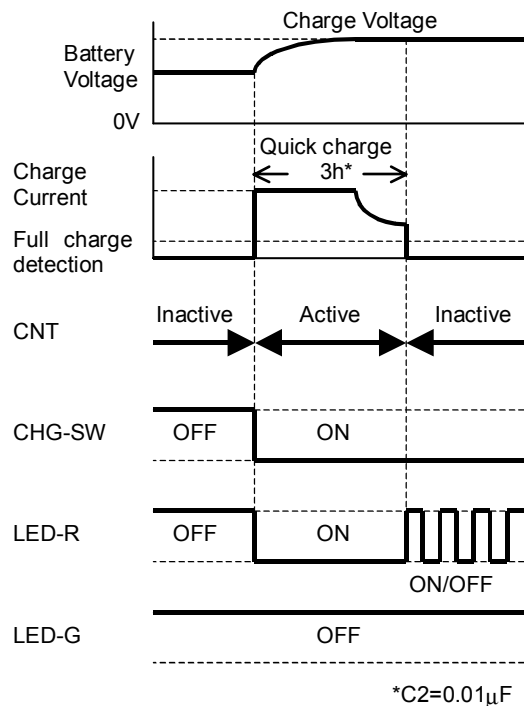 Charge Voltage
Battery
Voltage
0V
Quick charge
3h*
Charge
Current
Full charge
detection
Inactive
Active
Inactive
CNT
CHG-SW
OFF
ON
LED-R
OFF
ON
ON/OFF
LED-G
OFF
*C2=0.01μF